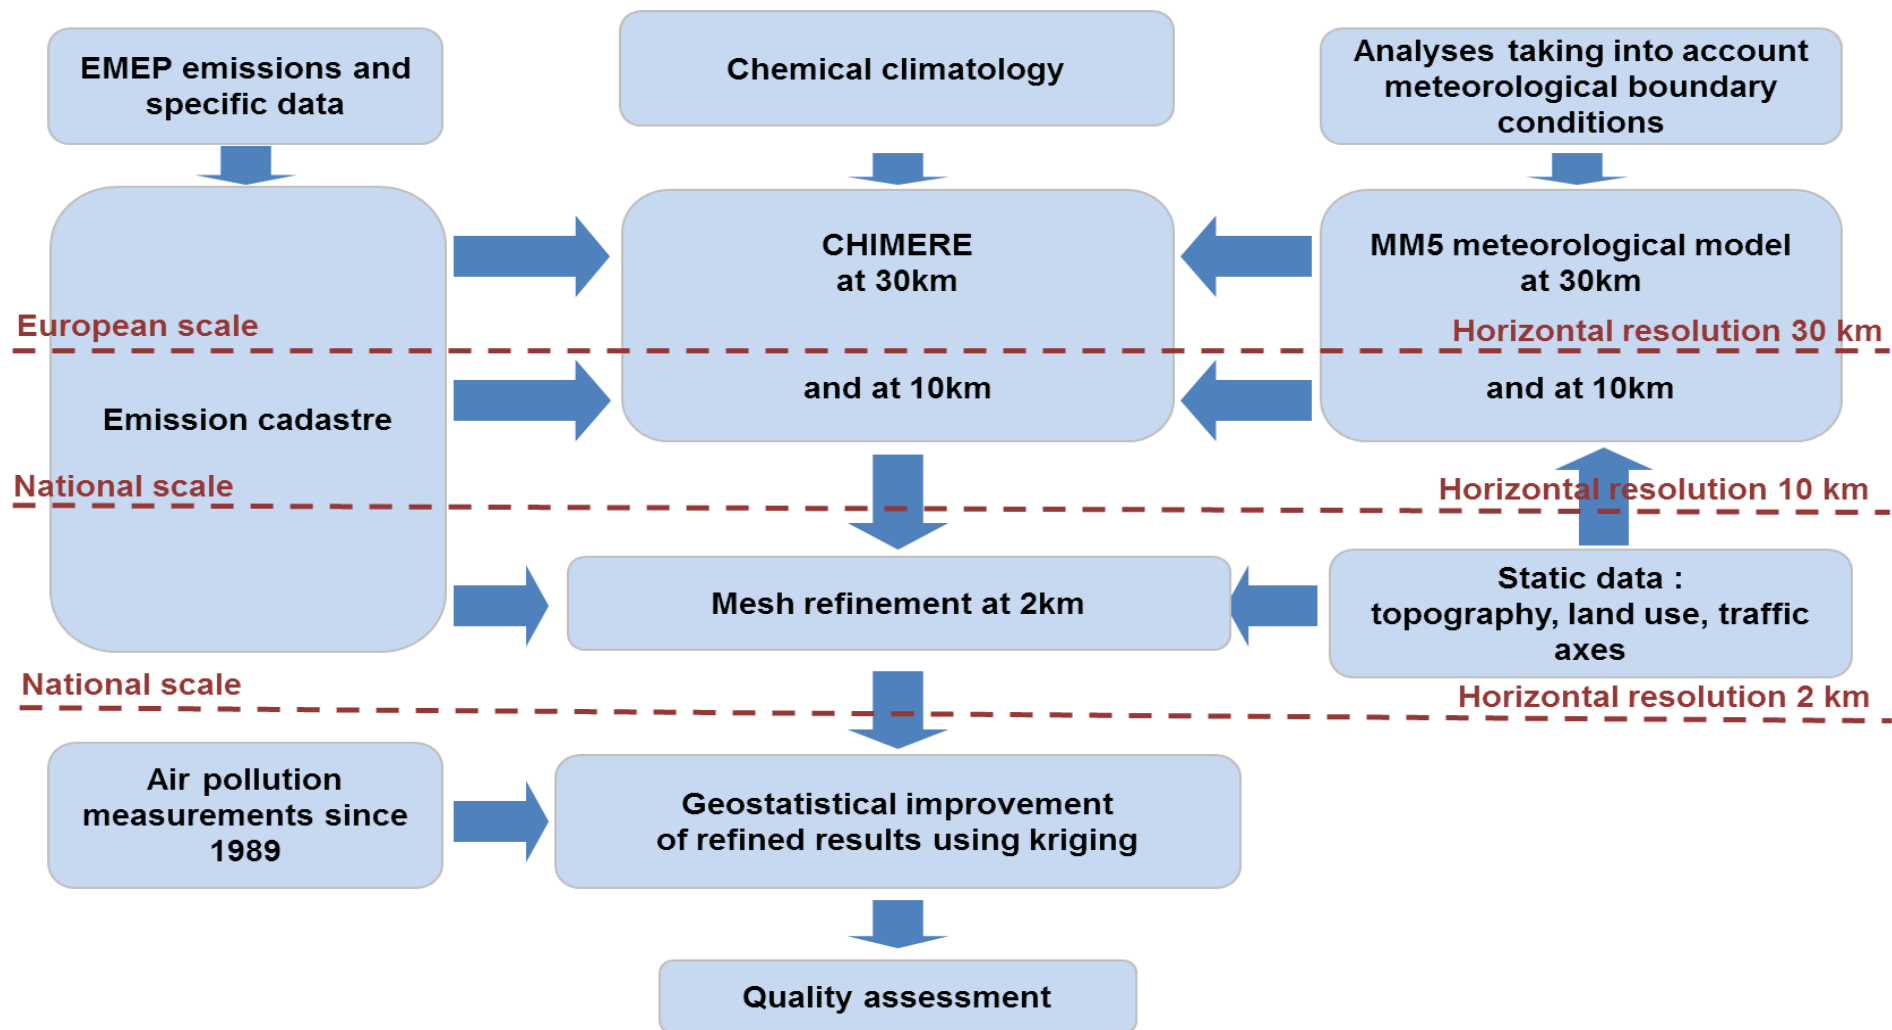 EMEP emissions and
specific data
Chemical climatology
Analyses taking into account
meteorological boundary
conditions
CHIMERE
at 30km
MM5 meteorological model
at 30km
European scale
Horizontal resolution 30 km
and at 10km
and at 10km
Emission cadastre
National scale
Horizontal resolution 10 km
Mesh refinement at 2km
Static data :
topography, land use, traffic
axes
National scale
Horizontal resolution 2 km
Air pollution
measurements since
1989
Geostatistical improvement
of refined results using kriging
Quality assessment